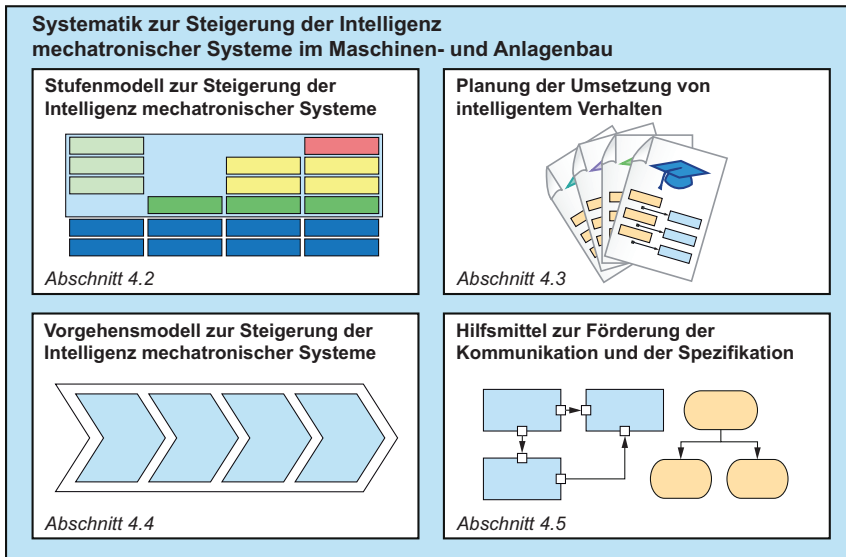 Systematik zur Steigerung der Intelligenz
mechatronischer Systeme im Maschinen- und Anlagenbau
Stufenmodell zur Steigerung der
Intelligenz mechatronischer Systeme
Abschnitt 4.2
Planung der Umsetzung von
intelligentem Verhalten
Abschnitt 4.3
Vorgehensmodell zur Steigerung der
Intelligenz mechatronischer Systeme
Abschnitt 4.4
Hilfsmittel zur Förderung der
Kommunikation und der Spezifikation
Abschnitt 4.5